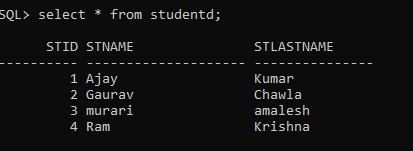 SQL> select * from studentd;
STID STNAME STLASTNAME
---------- -------------------- ---------------
1 Ajay Kumar
2 Gaurav Chawla
3 murari amalesh
4 Ram Krishna